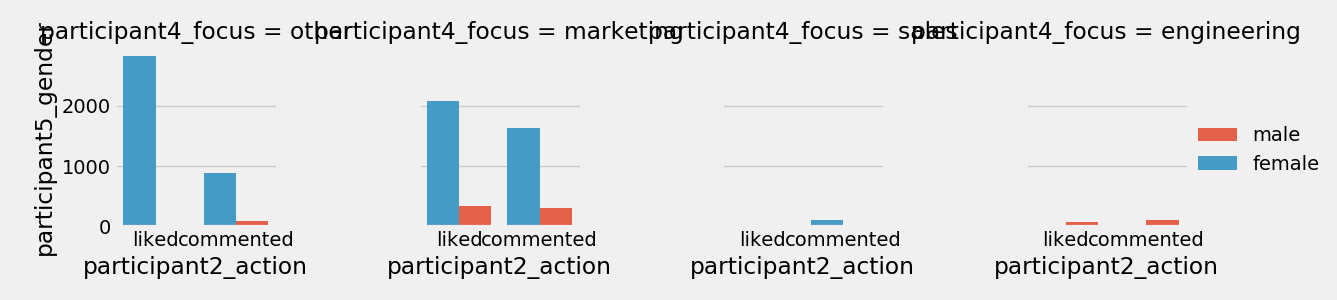 participant4_focus = other
participant4_focus = marketing
participant4_focus = sales
participant4_focus = engineering
participant5_gender
2000
1000
0
male
female
liked
commented
liked
commented
liked
commented
liked
commented
participant2_action
participant2_action
participant2_action
participant2_action